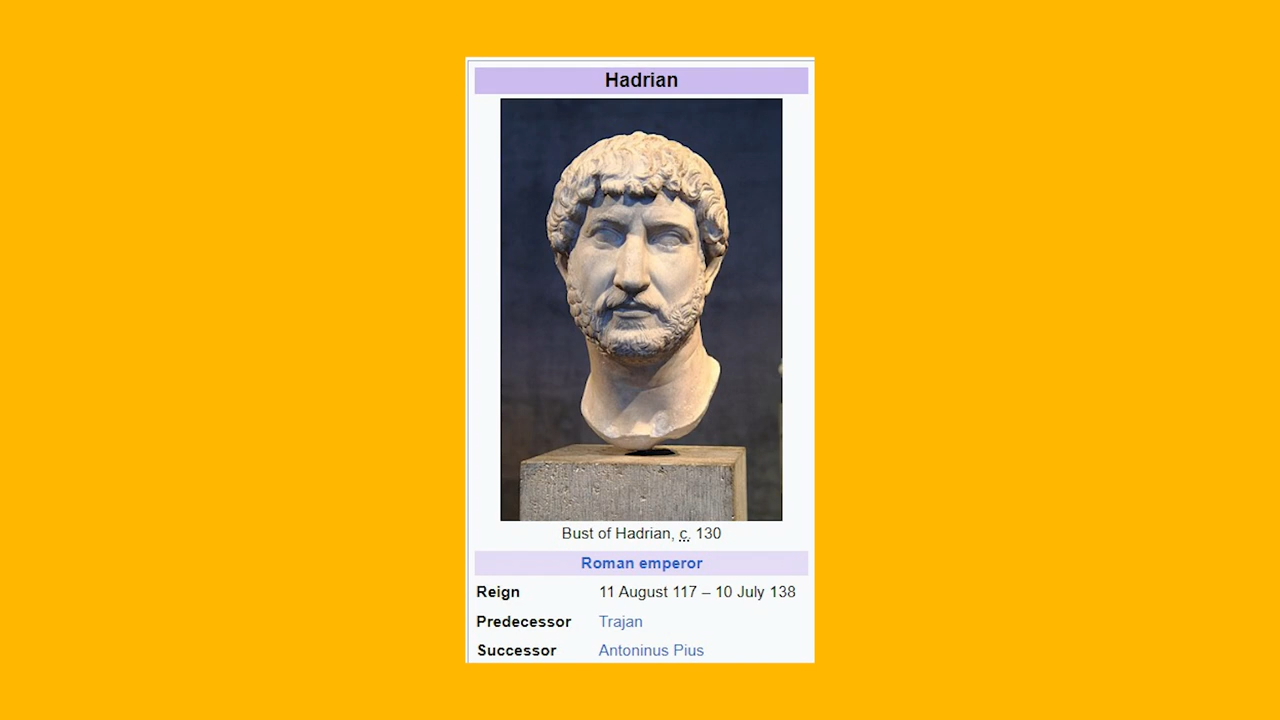 Hadrian
Bust of Hadrian, c. 130
Roman emperor
Reign 11 August 117 – 10 July 138
Predecessor Trajan
Successor Antoninus Pius